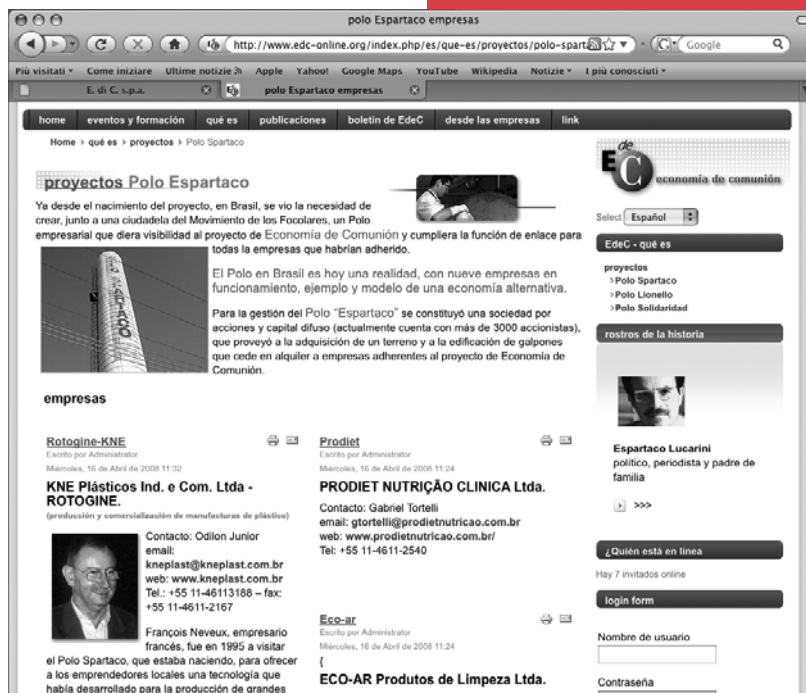 polo Espartaco empresas
http://www.edc-online.org/index.php/es/que-es/proyectos/polo-sparta
Google
Più visitati
Come iniziare
Ultime notizie
Apple
Yahoo!
Google Maps
YouTube
Wikipedia
Notizie
I più conosciuti
E. di C. s.p.a.
polo Espartaco empresas
home
eventos y formación
qué es
publicaciones
boletin de EdeC
desde las empresas
link
Home > qué es > proyectos > Polo Spartaco
proyectos Polo Espartaco
Ya desde el nacimiento del proyecto, en Brasil, se vio la necesidad de
crear, junto a una ciudadela del Movimiento de los Focolares, un Polo
empresarial que diera visibilidad al proyecto de Economía de Comunión y cumpliera la función de enlace para
todas la empresas que habrían adherido.
SPARTACO
El Polo en Brasil es hoy una realidad, con nueve empresas en
funcionamiento, ejemplo y modelo de una economía alternativa.
Para la gestión del Polo "Espartaco" se constituyó una sociedad por
acciones y capital difuso (actualmente cuenta con más de 3000 accionistas),
que proveyó a la adquisición de un terreno y a la edificación de galpones
que cede en alquiler a empresas adherentes al proyecto de Economía de
Comunión.
empresas
Rotogine-KNE
Escrito por Administrator
Miércoles, 16 de Abril de 2008 11:32
KNE Plásticos Ind. e Com. Ltda -
ROTOGINE.
(producción y comercialización de manufacturas de plástico)
Contacto: Odilon Junior
email:
kneplast@kneplast.com.br
web: www.kneplast.com.br
Tel.: +55 11-46113188 – fax:
+55 11-4611-2167
François Neveux, empresario
francés, fue en 1995 a visitar
el Polo Spartaco, que estaba naciendo, para ofrecer
a los emprendedores locales una tecnología que
había desarrollado para la producción de grandes
Prodiet
Escrito por Administrator
Miércoles, 16 de Abril de 2008 11:24
PRODIET NUTRIÇÃO CLINICA Ltda.
Contacto: Gabriel Tortelli
email: gtortelli@prodietnutricao.com.br
web: www.prodietnutricao.com.br/
Tel: +55 11-4611-2540
Eco-ar
Escrito por Administrator
Miércoles, 16 de Abril de 2008 11:24
{
ECO-AR Produtos de Limpeza Ltda.
E de C
economía de comunión
Select Español
EdeC - qué es
proyectos
>Polo Spartaco
>Polo Lionello
>Polo Solidaridad
rostros de la historia
Espartaco Lucarini
político, periodista y padre de
familia
>>>
¿Quién está en línea
Hay 7 invitados online
login form
Nombre de usuario
Contraseña